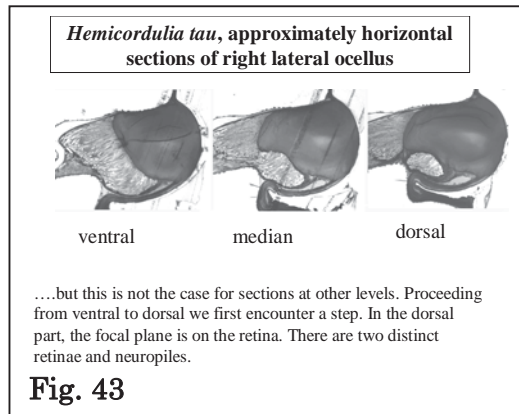 Hemicordulia tau, approximately horizontal
sections of right lateral ocellus
ventral
median
dorsal
….but this is not the case for sections at other levels. Proceeding
from ventral to dorsal we first encounter a step. In the dorsal
part, the focal plane is on the retina. There are two distinct
retinae and neuropiles.
Fig. 43